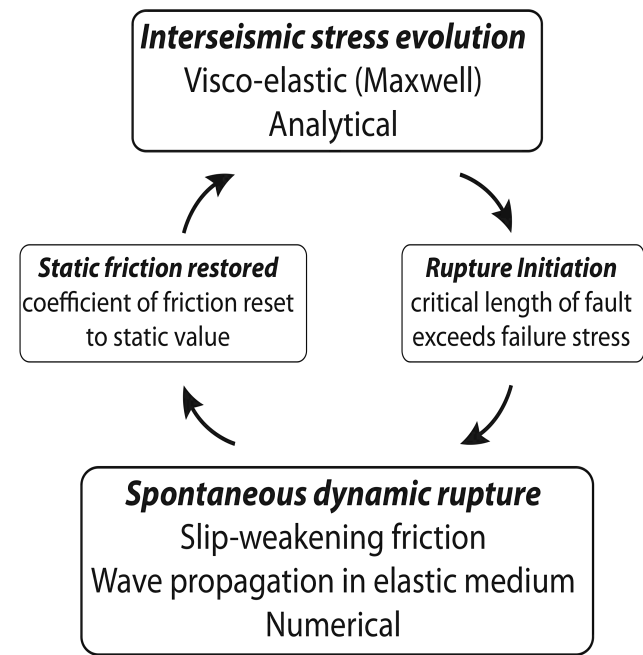 Interseismic stress evolution
Visco-elastic (Maxwell)
Analytical
Static friction restored
coefficient of friction reset
to static value
Rupture Initiation
critical length of fault
exceeds failure stress
Spontaneous dynamic rupture
Slip-weakening friction
Wave propagation in elastic medium
Numerical